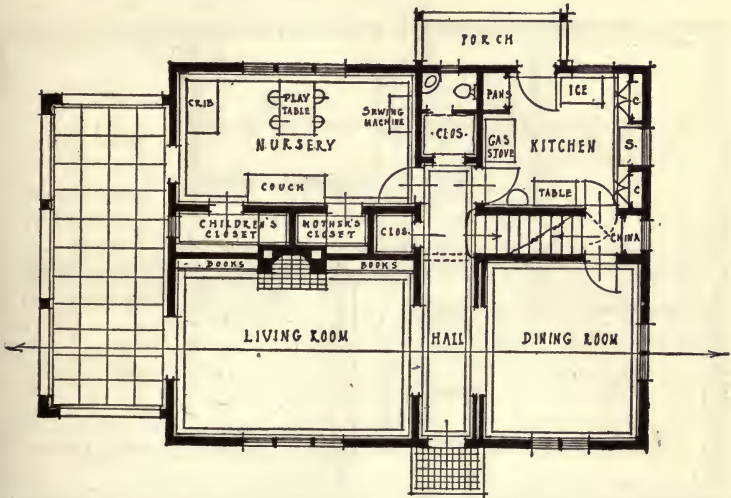 PORCH
CRIB
PLAY
TABLE
SEWING
MACHINE
NURSERY
COUCH
CLOS.
PANS
ICE
C.
GAS
STOVE
KITCHEN
S.
TABLE
C
CHILDREN'S
CLOSET
MOTHER'S
CLOSET
CLOS.
CHINA
BOOKS
BOOKS
LIVING ROOM
HALL
DINING ROOM